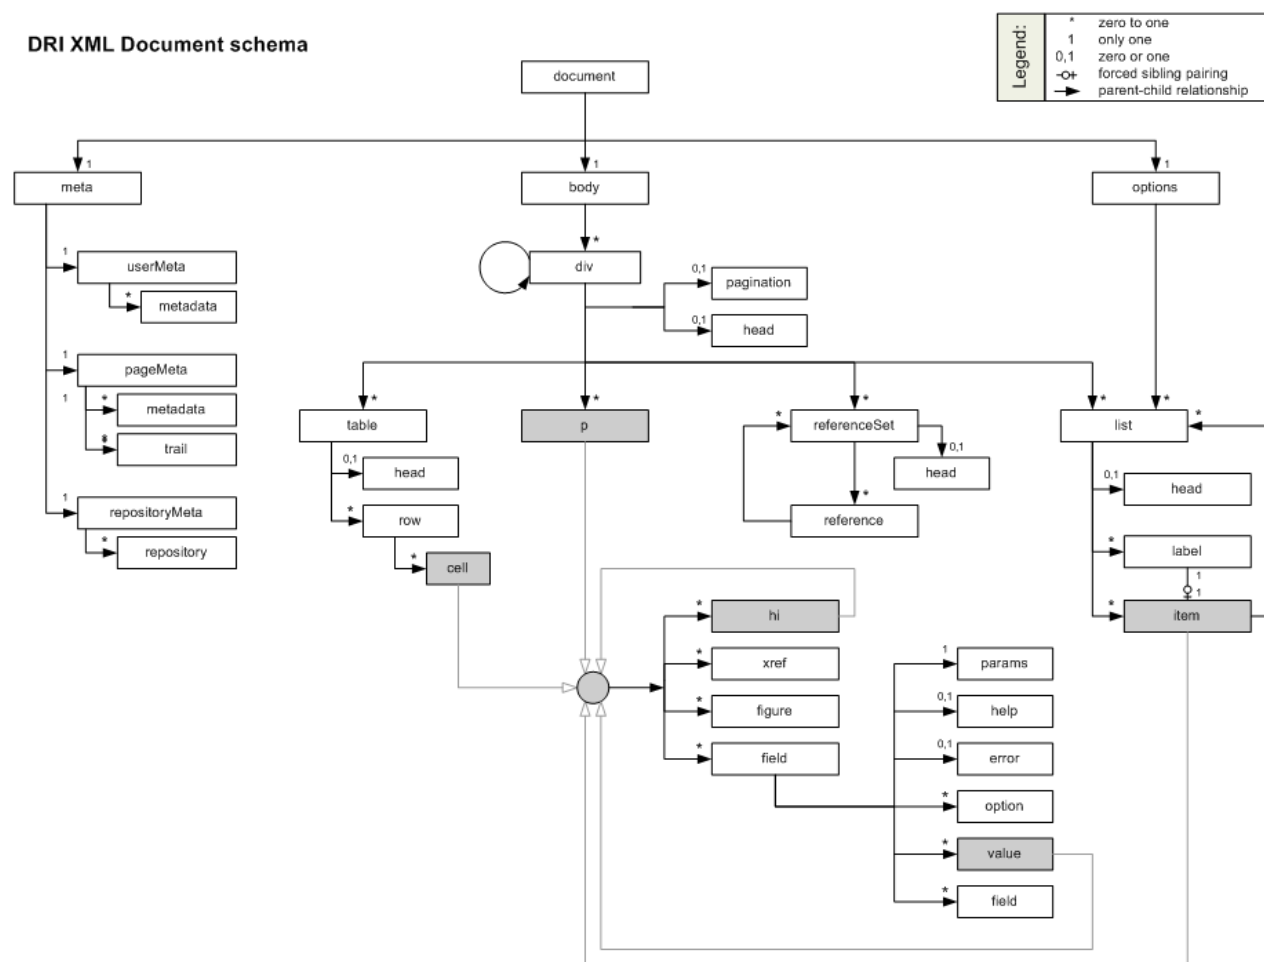 DRI XML Document schema
Legend:
* zero to one
1 only one
0,1 zero or one
forced sibling pairing
parent-child relationship
document
1
1
1
meta
body
options
1
userMeta
*
metadata
*
div
0,1
pagination
0,1
head
1
pageMeta
1
*
metadata
*
trail
1
repositoryMeta
*
repository
*
table
*
p
*
*
referenceSet
*
*
*
list
0,1
head
0,1
head
0,1
head
*
row
*
reference
*
label
*
cell
1
1
*
item
*
hi
*
xref
*
figure
*
field
1
params
0,1
help
0,1
error
*
option
*
value
*
field